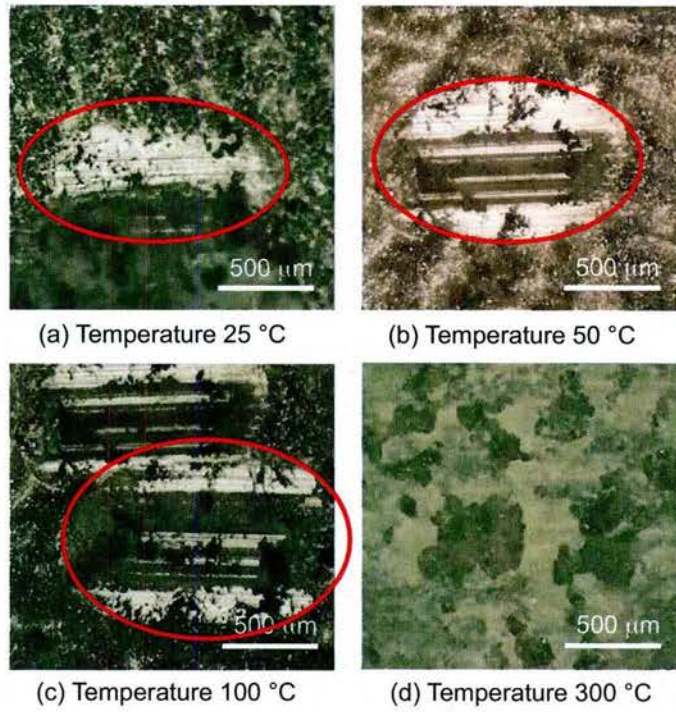 500 μm
500 μm
(a) Temperature 25 °C
(b) Temperature 50 °C
500 μm
500 μm
(c) Temperature 100 °C
(d) Temperature 300 °C